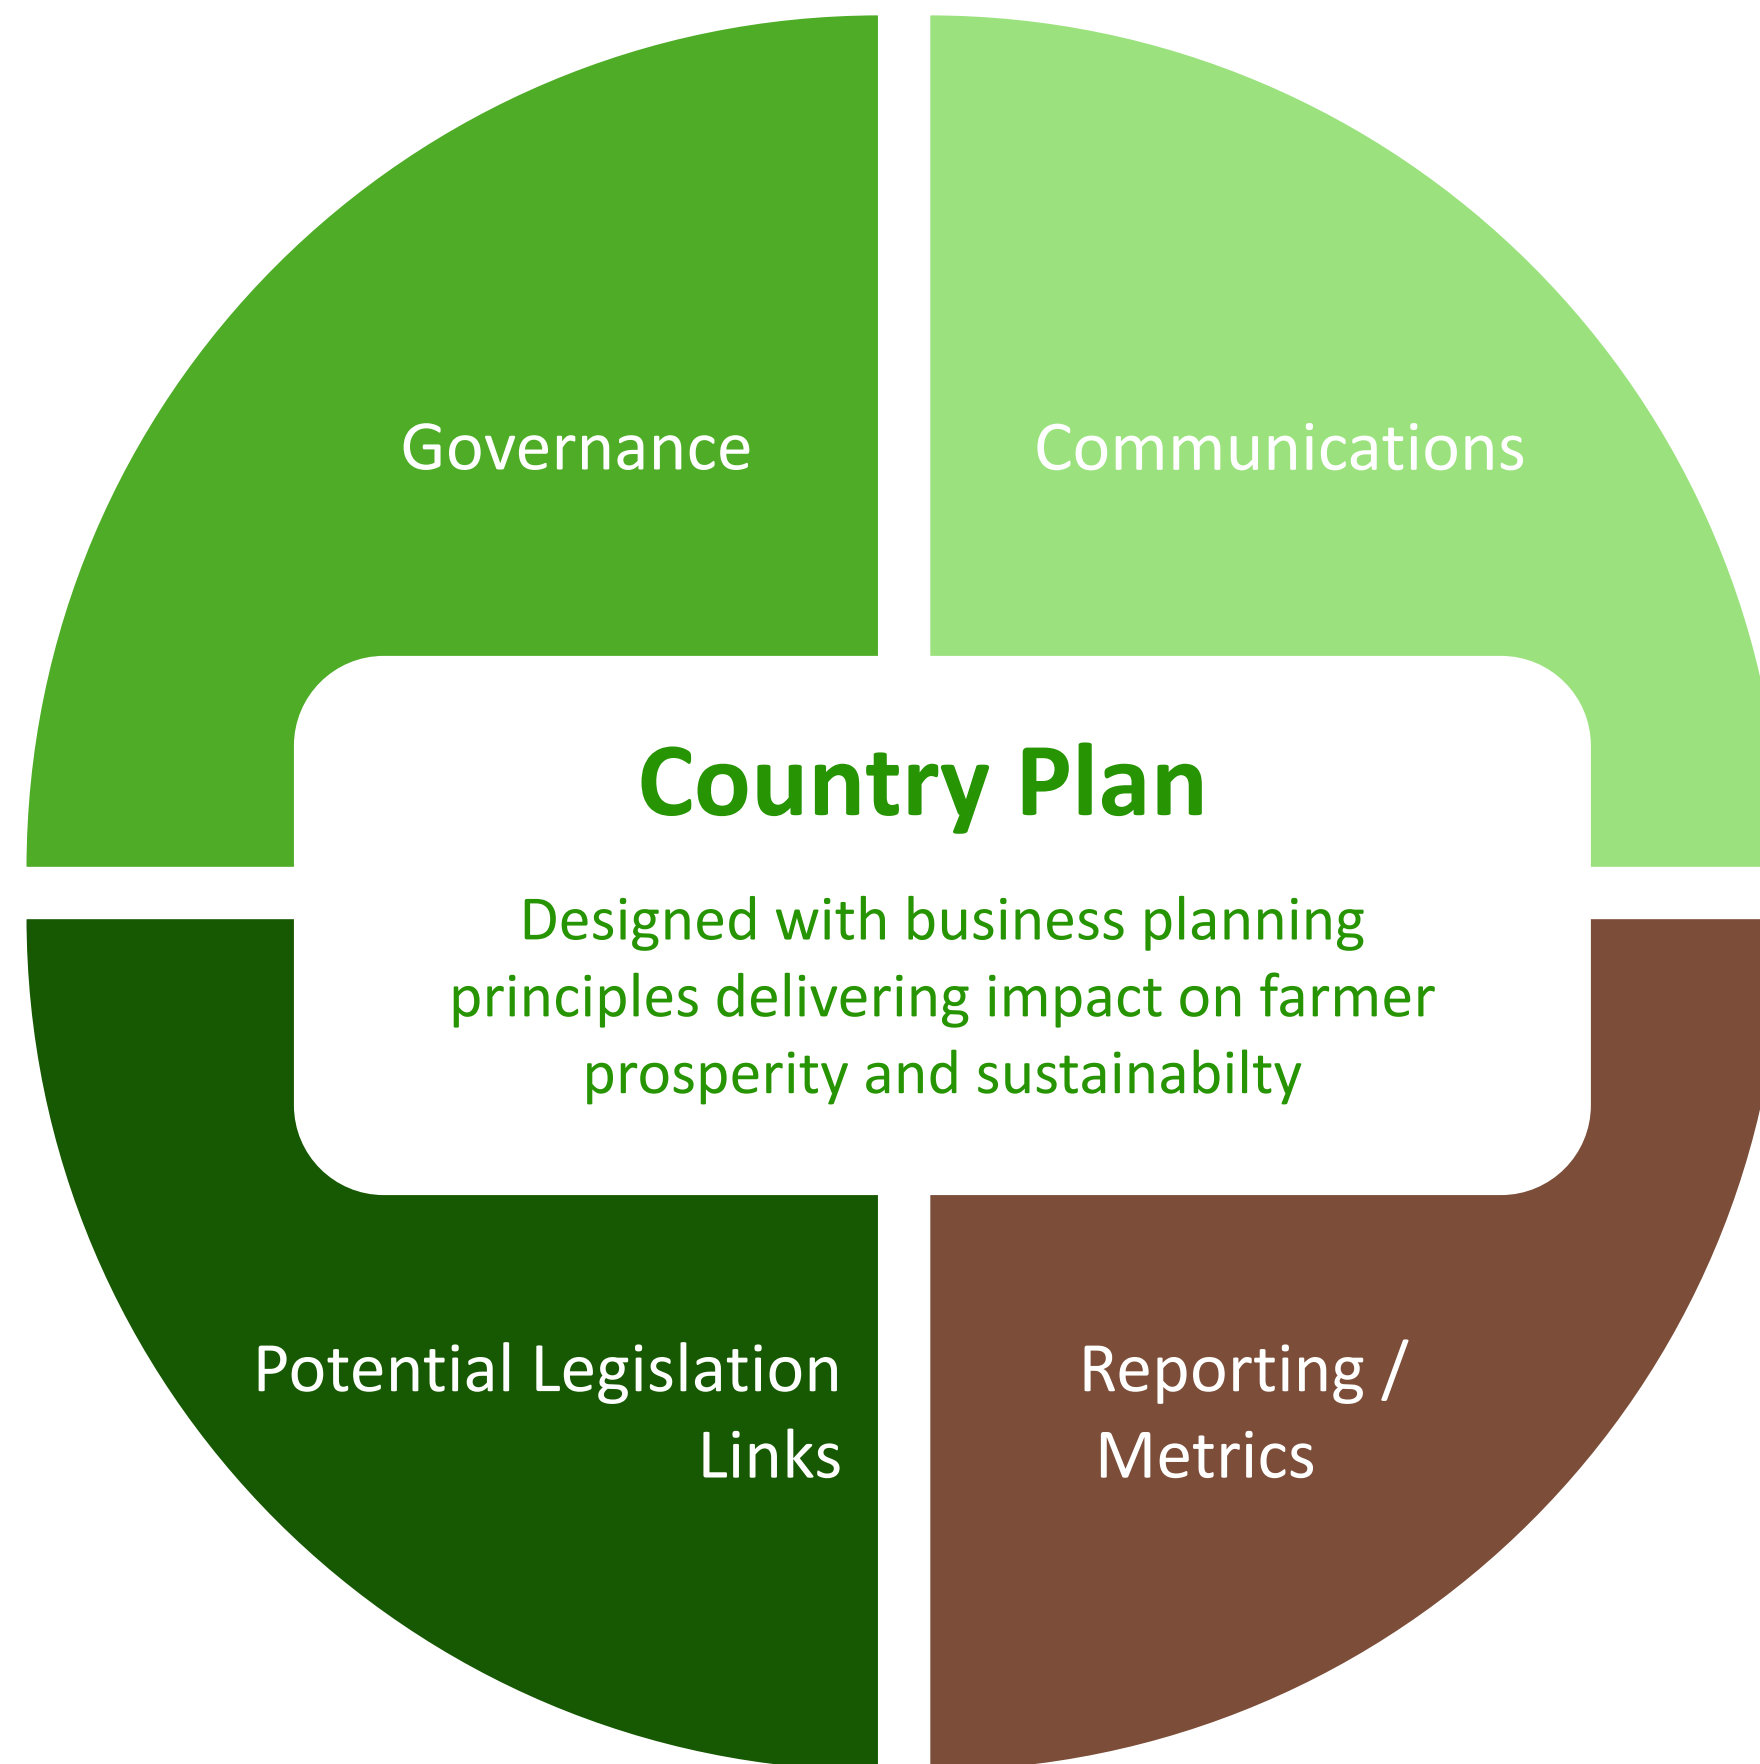 Governance
Communications
Country Plan
Designed with business planning
principles delivering impact on farmer
prosperity and sustainabilty
Potential Legislation
Links
Reporting /
Metrics